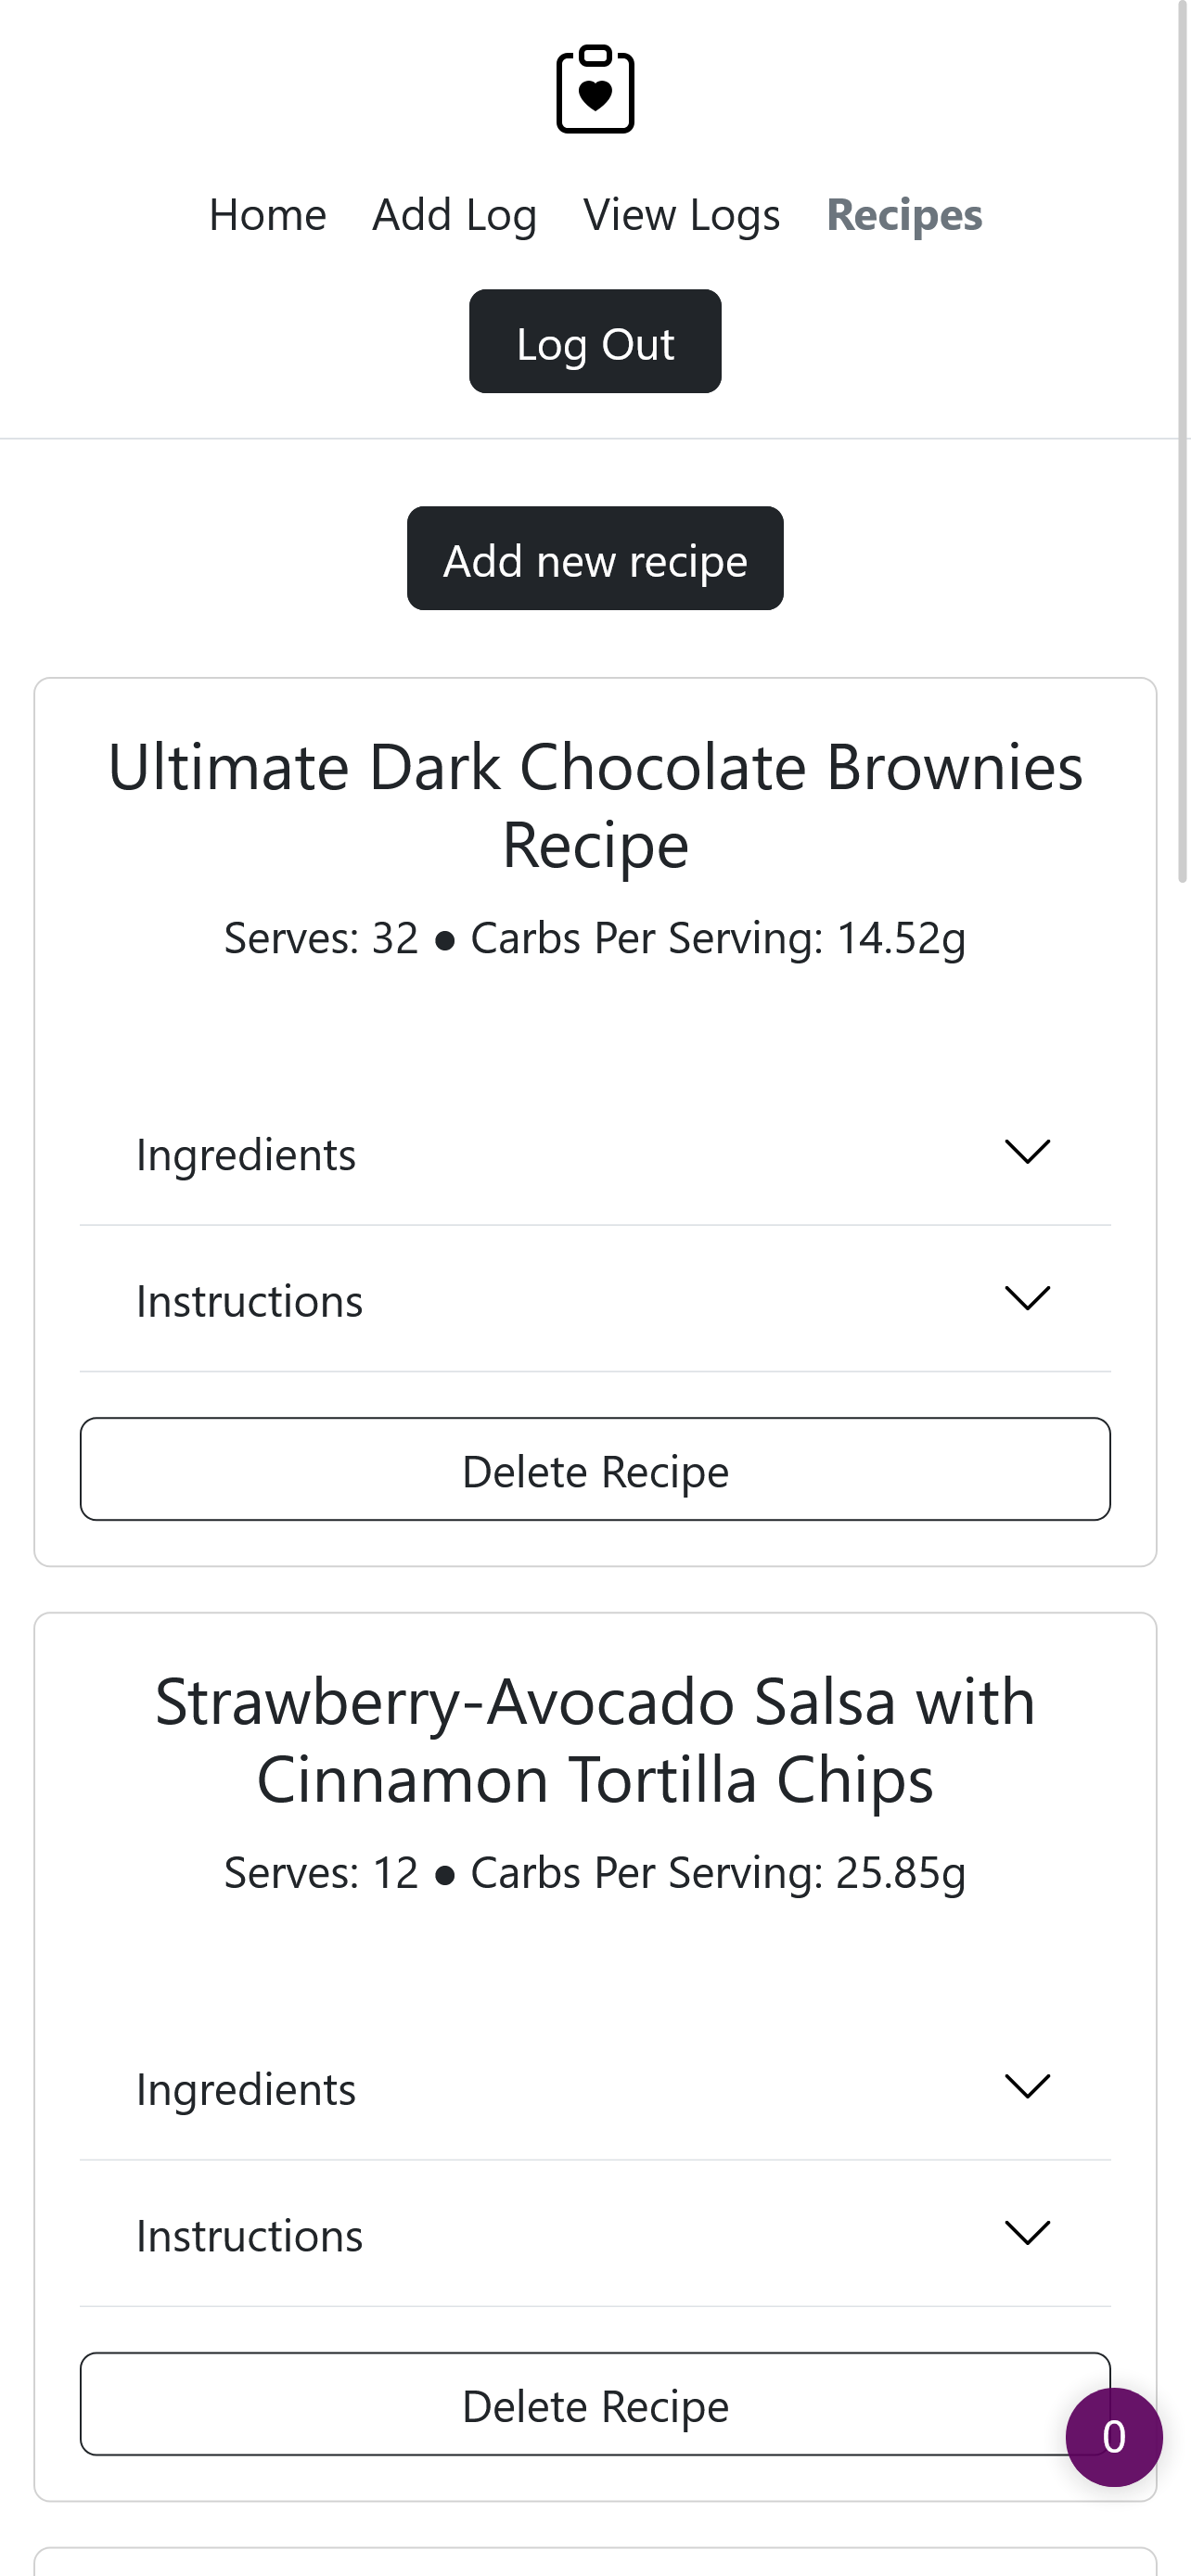 Home Add Log View Logs Recipes
Log Out
Add new recipe
Ultimate Dark Chocolate Brownies
Recipe
Serves: 32 ● Carbs Per Serving: 14.52g
Ingredients
Instructions
Delete Recipe
Strawberry-Avocado Salsa with
Cinnamon Tortilla Chips
Serves: 12 ● Carbs Per Serving: 25.85g
Ingredients
Instructions
Delete Recipe
0